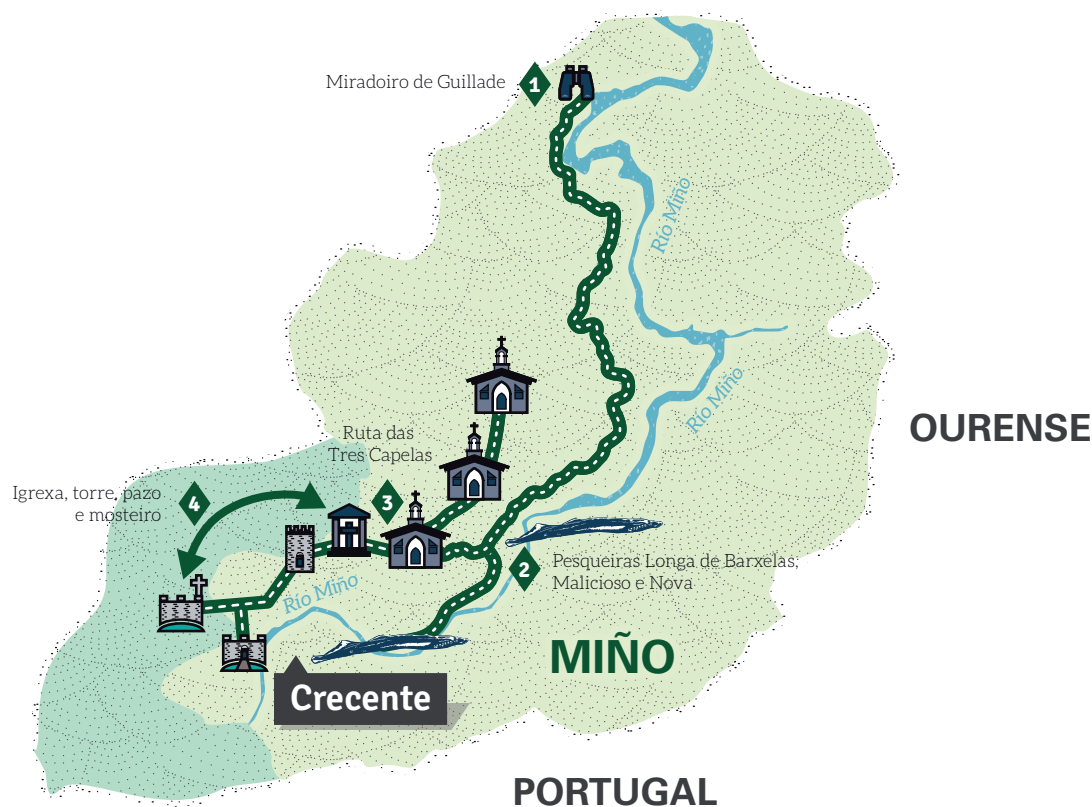 Miradoiro de Guillade
1
Río Miño
Río Miño
OURENSE
Ruta das
Tres Capelas
3
Igrexa, torre, pazo
e mosteiro
4
2
Pesqueiras Longa de Barxelas,
Malicioso e Nova
Río Miño
MIÑO
Crecente
PORTUGAL